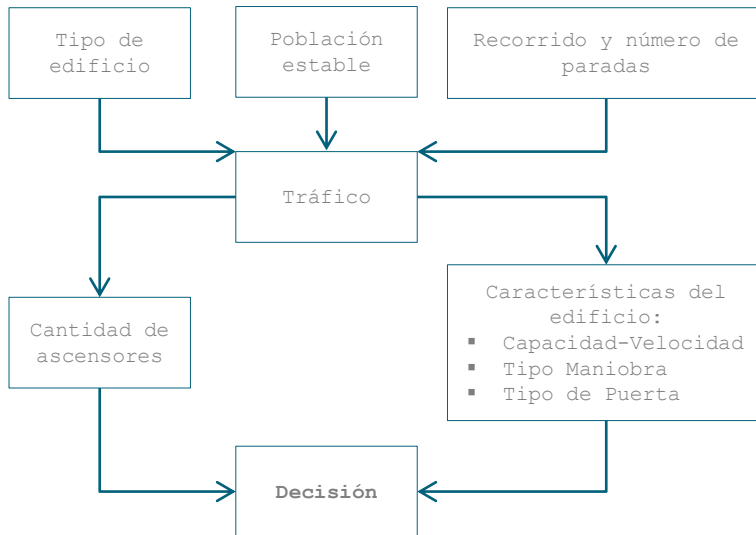 Tipo de
edificio
Población
estable
Recorrido y número de
paradas
Tráfico
Cantidad de
ascensores
Características del
edificio:
▪ Capacidad-Velocidad
▪ Tipo Maniobra
▪ Tipo de Puerta
Decisión